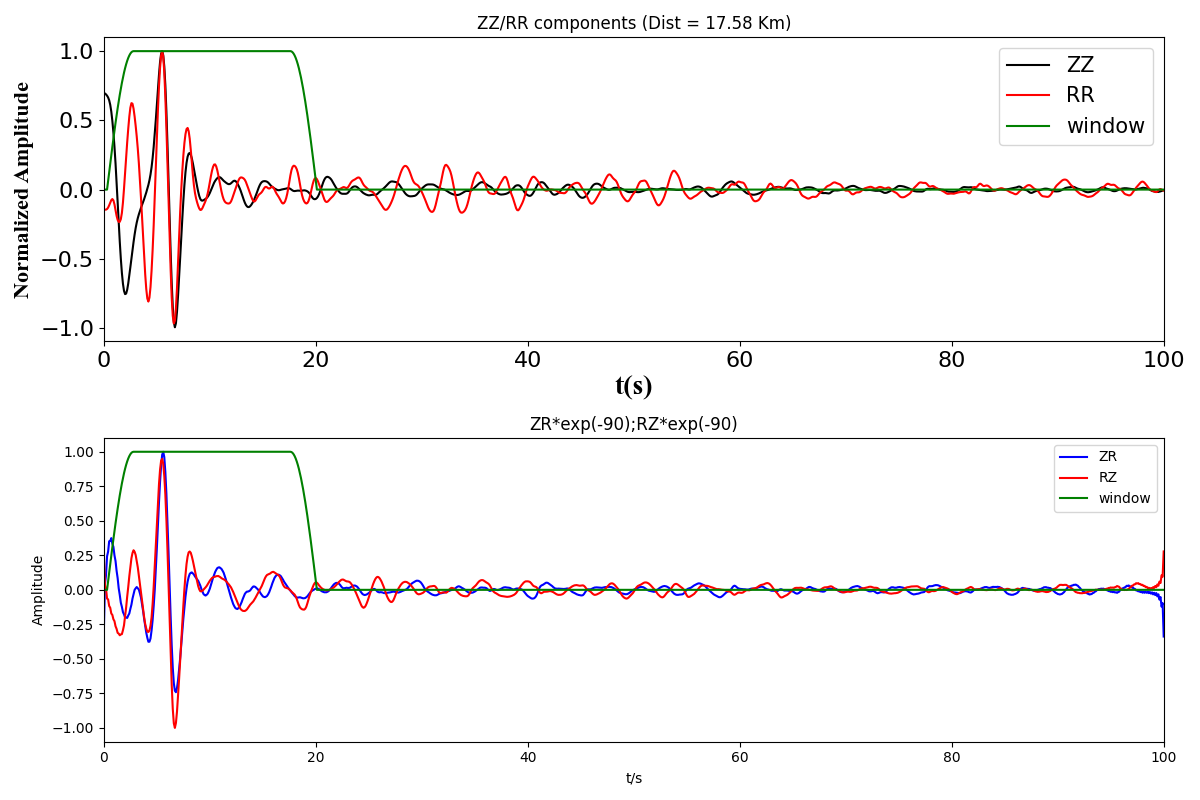 ZZ/RR components (Dist = 17.58 Km)
Normalized Amplitude
1.0
0.5
0.0
−0.5
−1.0
ZZ
RR
window
0 20 40 60 80 100
t(s)
ZR*exp(-90);RZ*exp(-90)
Amplitude
1.00
0.75
0.50
0.25
0.00
−0.25
−0.50
−0.75
−1.00
ZR
RZ
window
0 20 40 60 80 100
t/s